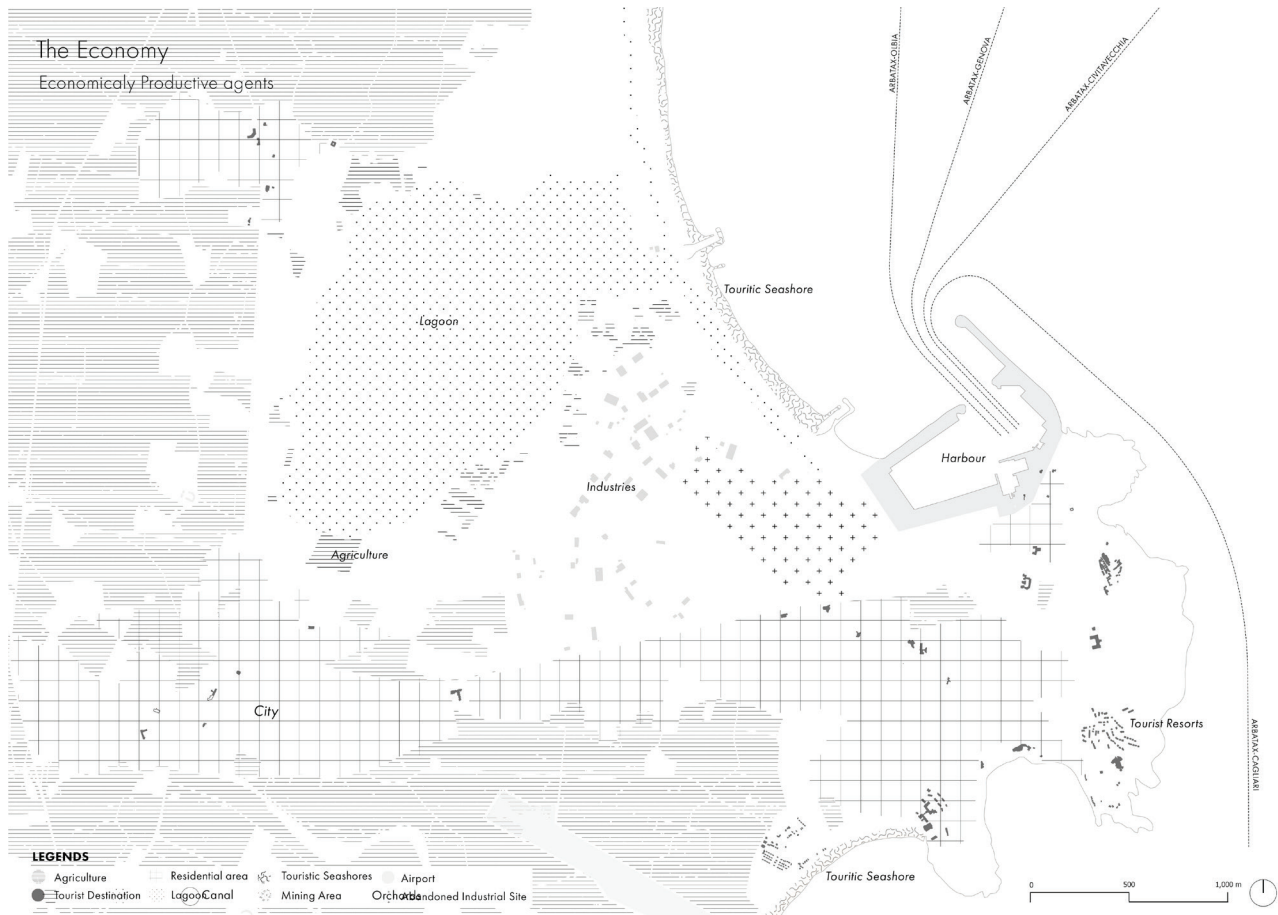 The Economy
Economicaly Productive agents
ARBATAX-OLBIA
ARBATAX-GENOVA
ARBATAX-CIVITAVECCHIA
Touritic Seashore
Lagoon
Harbour
Industries
Agriculture
City
Tourist Resorts
ARBATAX-CAGLIARI
Touritic Seashore
LEGENDS
Agriculture
Residential area
Touristic Seashores
Airport
Tourist Destination
Lagoon
Canal
Mining Area
Orchards
Abandoned Industrial Site
0 500 1,000 m